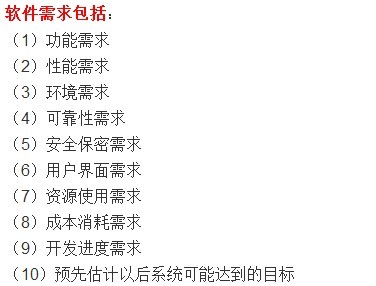 软件需求包括：
（1）功能需求
（2）性能需求
（3）环境需求
（4）可靠性需求
（5）安全保密需求
（6）用户界面需求
（7）资源使用需求
（8）成本消耗需求
（9）开发进度需求
（10）预先估计以后系统可能达到的目标